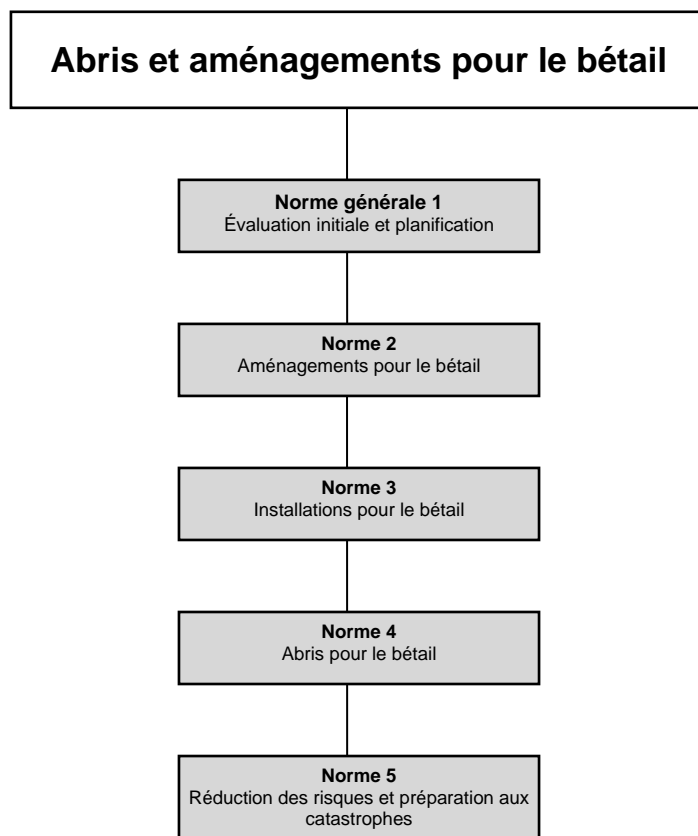 Abris et aménagements pour le bétail
Norme générale 1
Évaluation initiale et planification
Norme 2
Aménagements pour le bétail
Norme 3
Installations pour le bétail
Norme 4
Abris pour le bétail
Norme 5
Réduction des risques et préparation aux
catastrophes